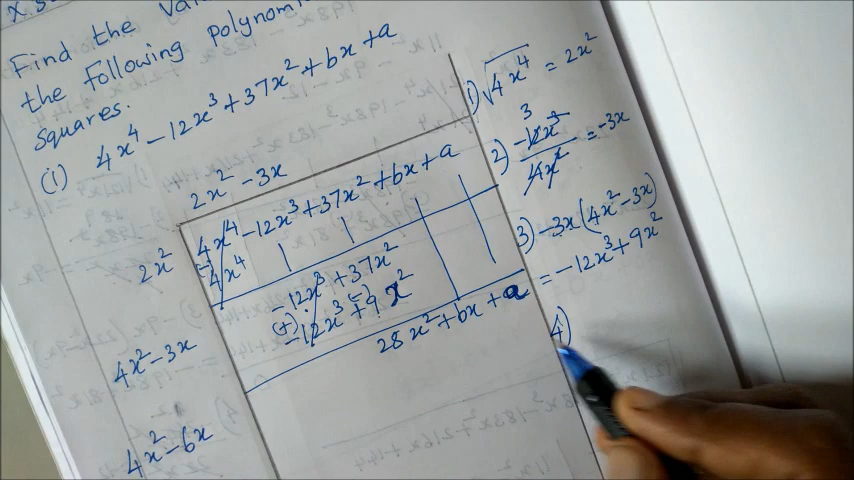 Find the
the following polynom
squares.
(i) 4x⁴ - 12x³ + 37x² + bx + a
2x² - 3x
2x² 4x⁴ - 12x³ + 37x² + bx + a
(-) 4x⁴
-12x³ + 37x²
(+) (-)
4x² - 3x -12x³ + 9x²
28x² + bx + a
4x² - 6x
1) √4x⁴ = 2x²
3
2) -12x³ / 4x² = -3x
3) -3x(4x² - 3x)
= -12x³ + 9x²
4)